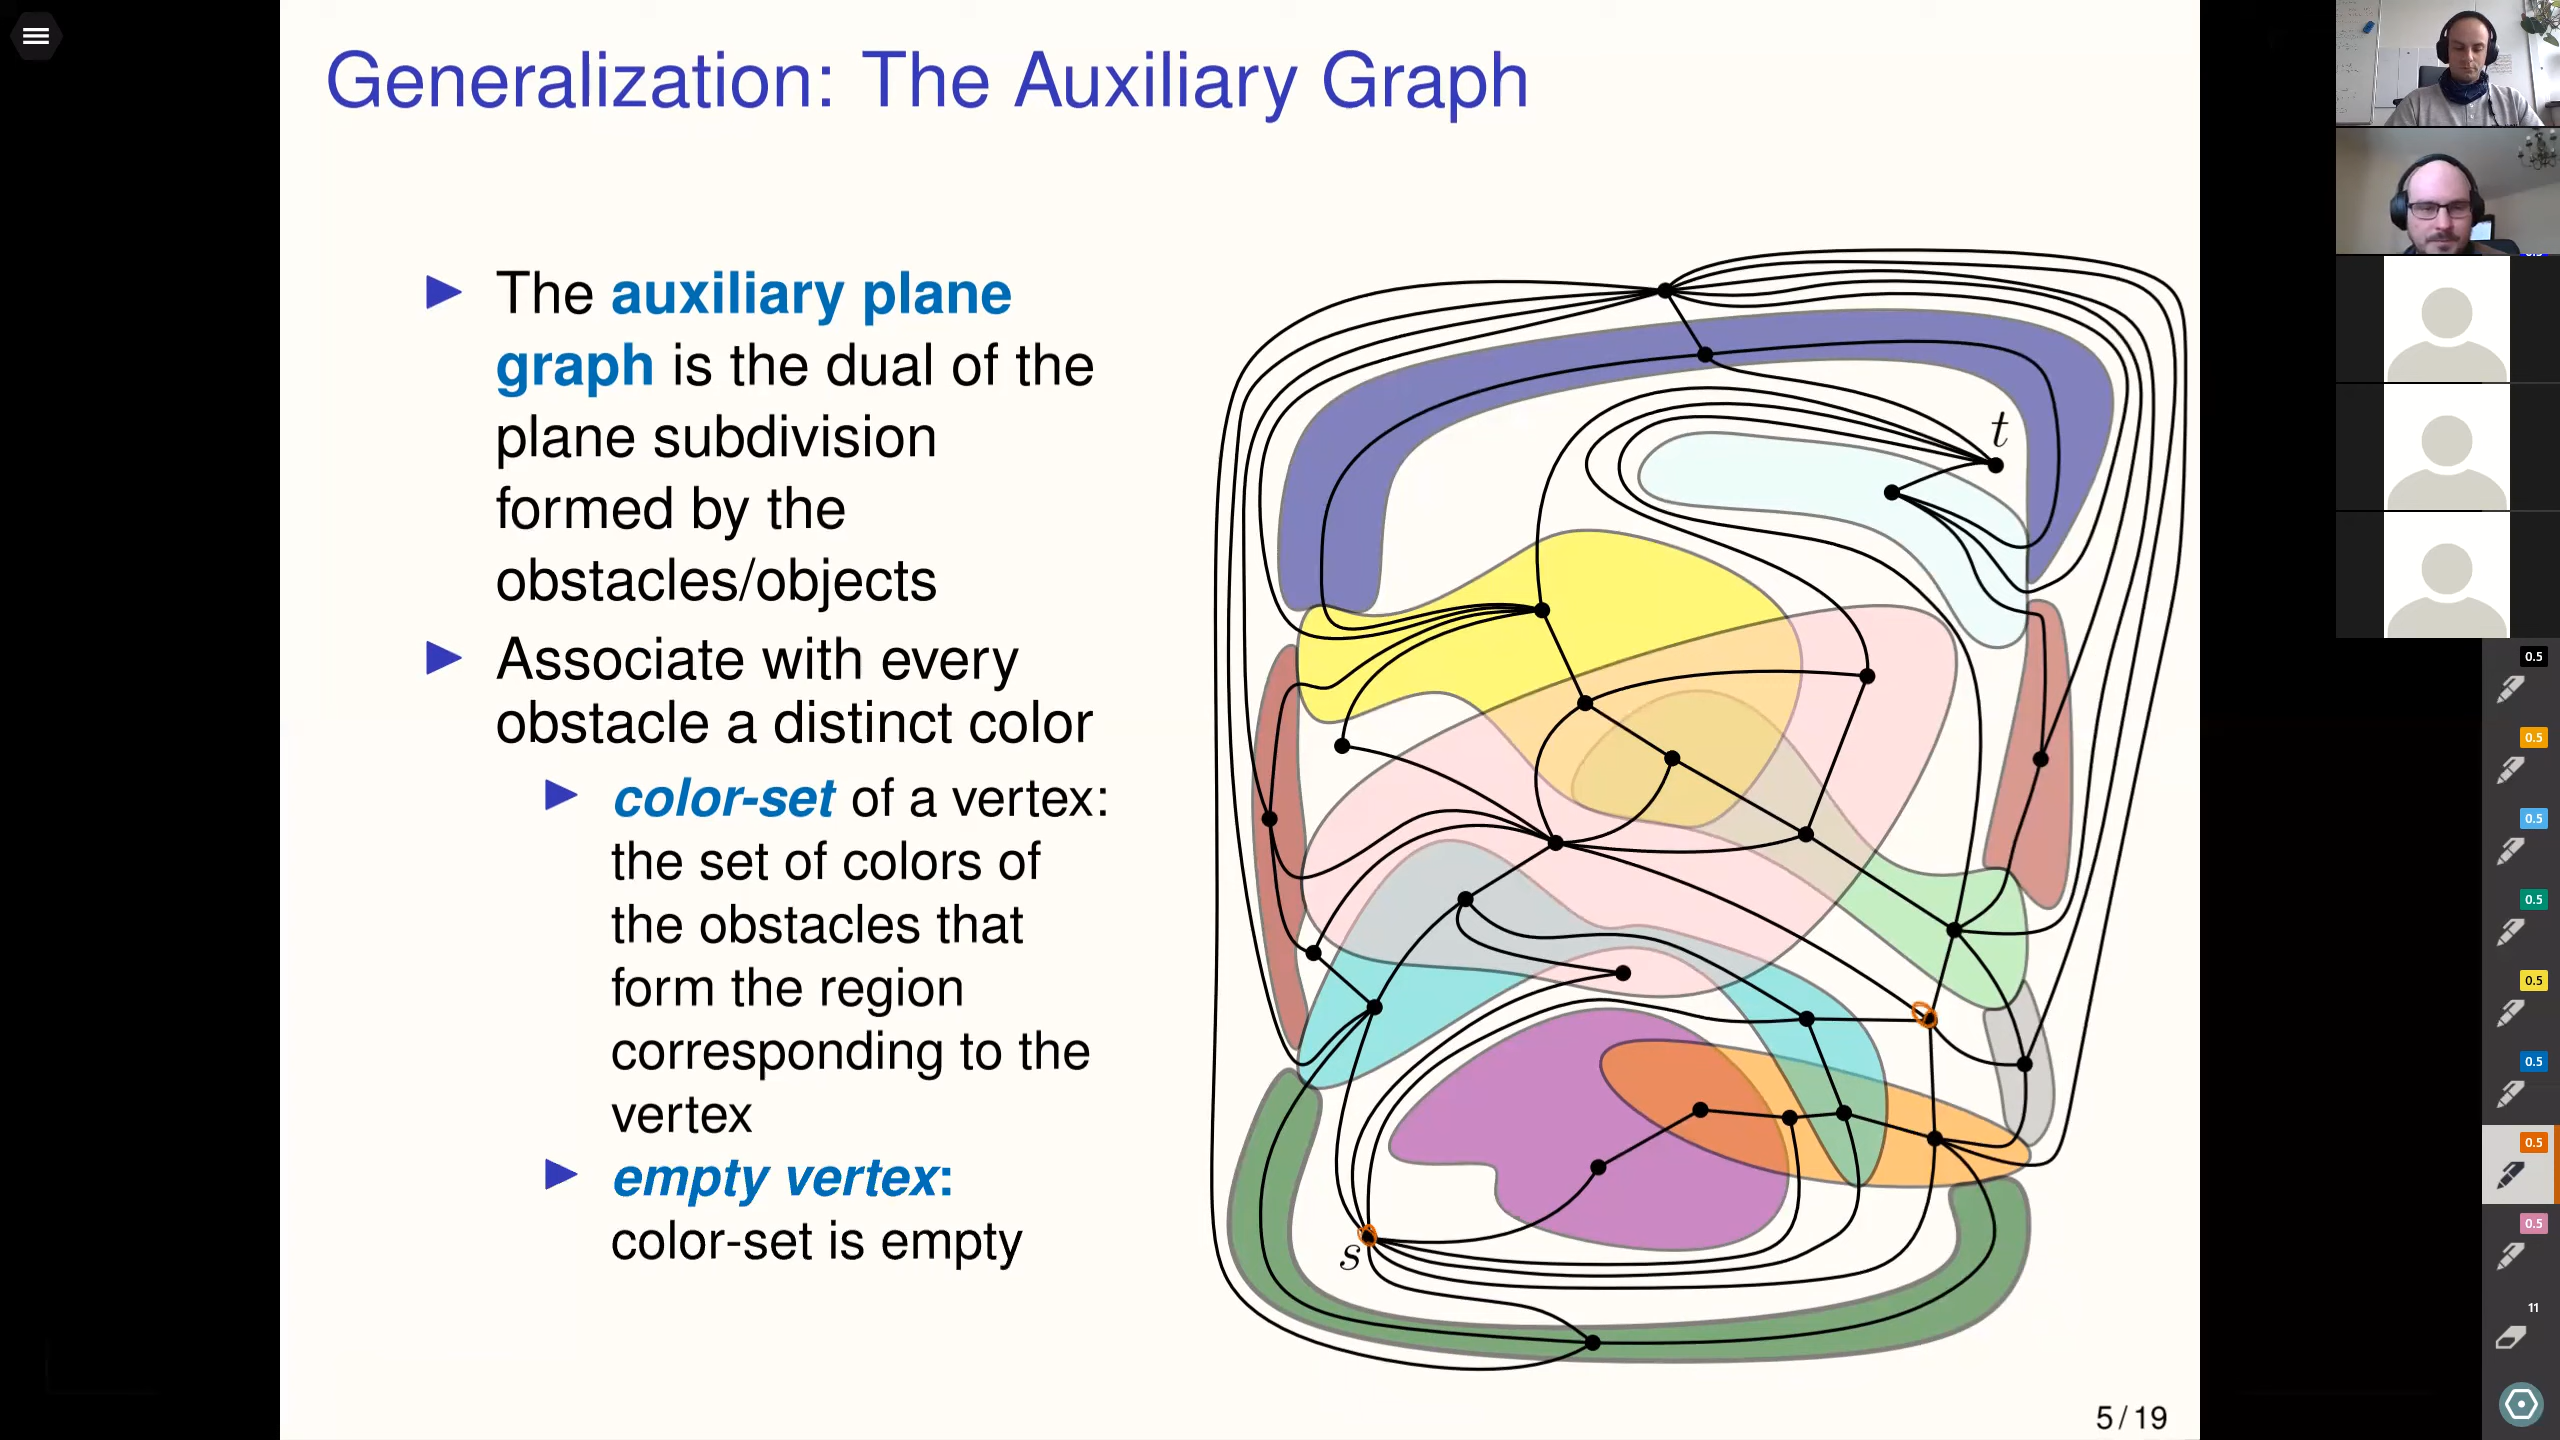 Generalization: The Auxiliary Graph
The auxiliary plane
graph is the dual of the
plane subdivision
formed by the
obstacles/objects
Associate with every
obstacle a distinct color
color-set of a vertex:
the set of colors of
the obstacles that
form the region
corresponding to the
vertex
empty vertex:
color-set is empty
t
s
5/19
0.5
0.5
0.5
0.5
0.5
0.5
0.5
0.5
11